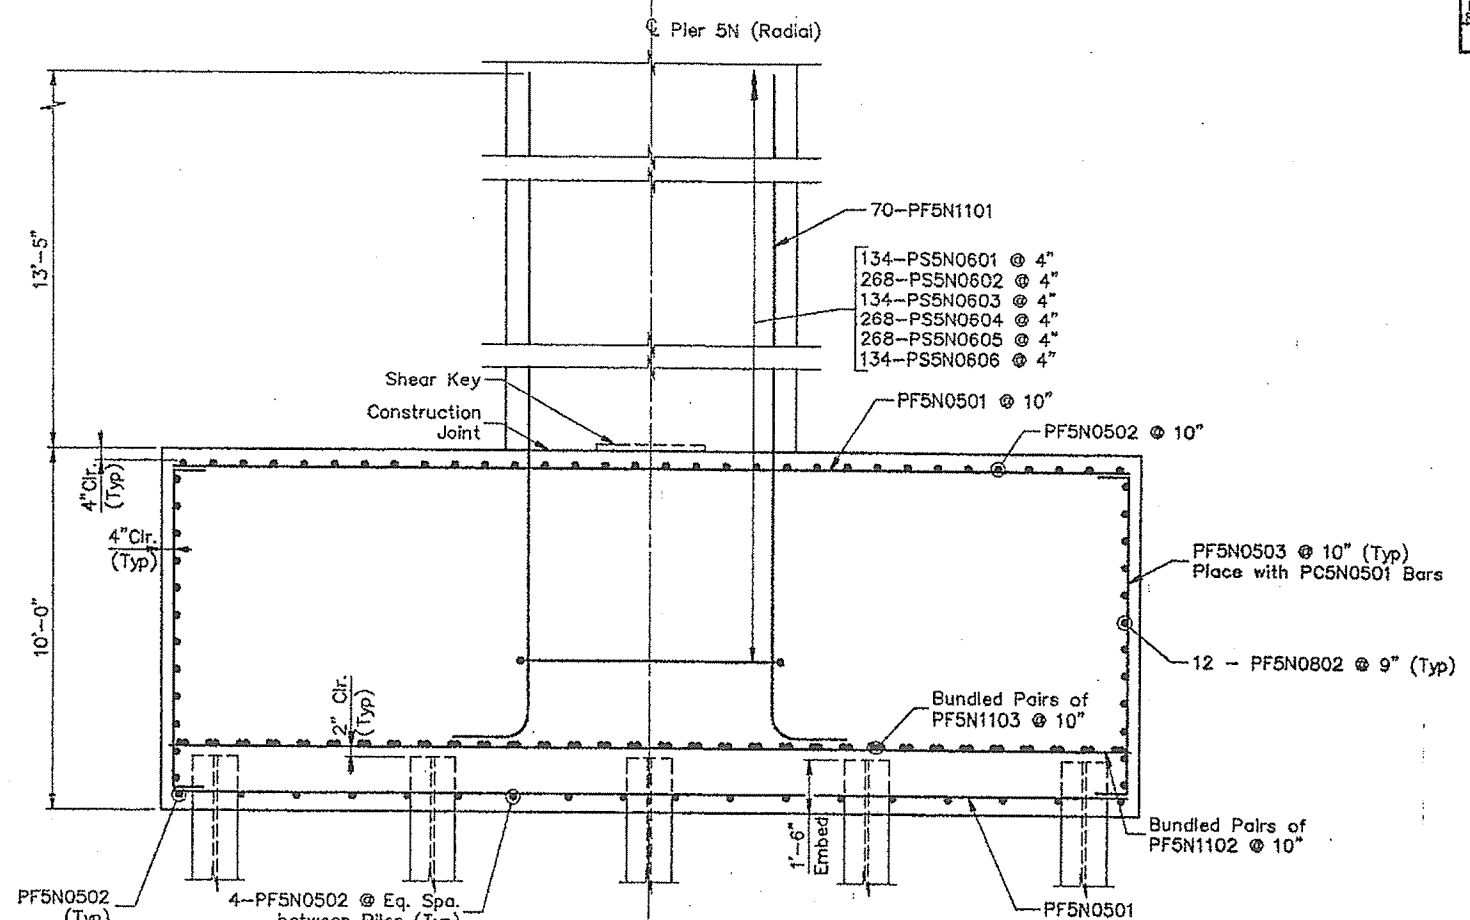 ℄ Pier 5N (Radial)
13'-5"
70-PF5N1101
134-PS5N0601 @ 4"
268-PS5N0602 @ 4"
134-PS5N0603 @ 4"
268-PS5N0604 @ 4"
268-PS5N0605 @ 4"
134-PS5N0606 @ 4"
Shear Key
Construction
Joint
PF5N0501 @ 10"
PF5N0502 @ 10"
4"Clr.
(Typ)
4"Clr.
(Typ)
10'-0"
PF5N0503 @ 10" (Typ)
Place with PC5N0501 Bars
12 - PF5N0802 @ 9" (Typ)
2" Clr.
(Typ)
Bundled Pairs of
PF5N1103 @ 10"
1'-6"
Embed.
Bundled Pairs of
PF5N1102 @ 10"
PF5N0502
(Typ)
4-PF5N0502 @ Eq. Spa.
between Piles (Typ)
PF5N0501